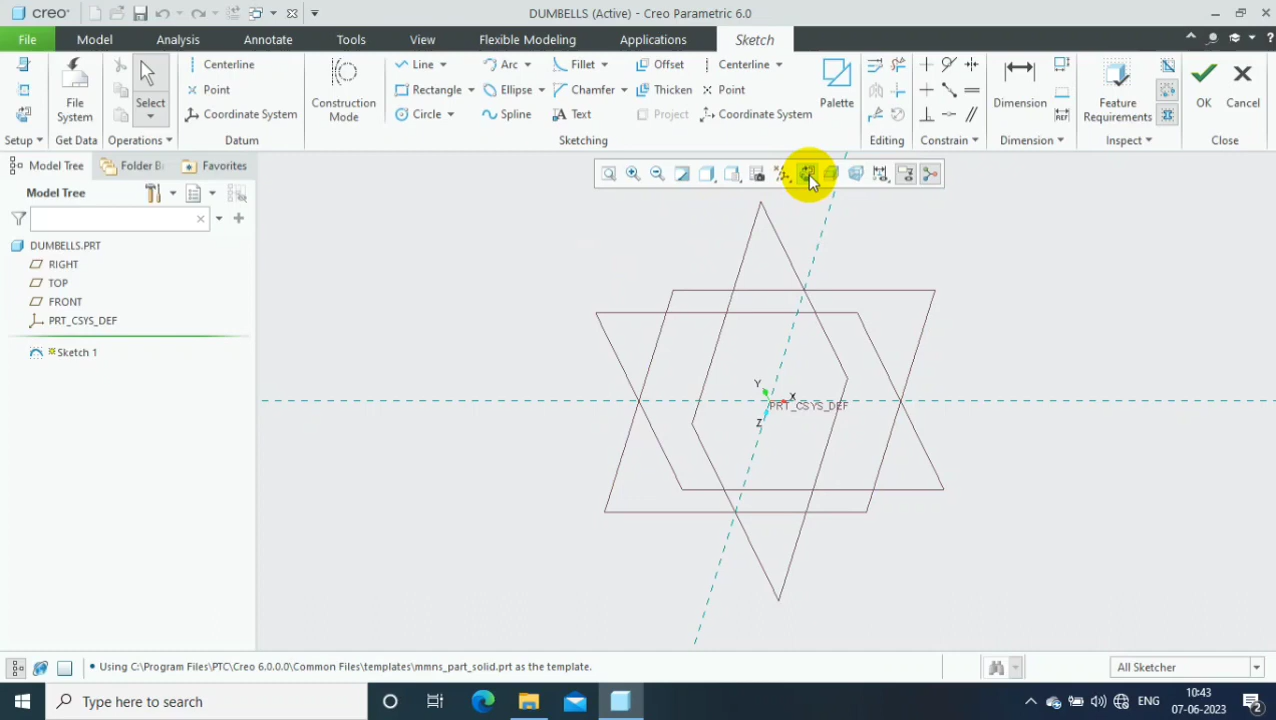 creo
DUMBELLS (Active) - Creo Parametric 6.0
File
Model
Analysis
Annotate
Tools
View
Flexible Modeling
Applications
Sketch
File
System
Select
Centerline
Point
Coordinate System
Construction
Mode
Line
Rectangle
Circle
Arc
Ellipse
Spline
Fillet
Chamfer
Text
Offset
Thicken
Project
Centerline
Point
Coordinate System
Palette
Dimension
Feature
Requirements
OK
Cancel
Setup
Get Data
Operations
Datum
Sketching
Editing
Constrain
Dimension
Inspect
Close
Model Tree
Folder B
Favorites
Model Tree
DUMBELLS.PRT
RIGHT
TOP
FRONT
PRT_CSYS_DEF
Sketch 1
Y
X
PRT_CSYS_DEF
Z
Using C:\Program Files\PTC\Creo 6.0.0.0\Common Files\templates\mmns_part_solid.prt as the template.
All Sketcher
Type here to search
ENG
10:43
07-06-2023
2